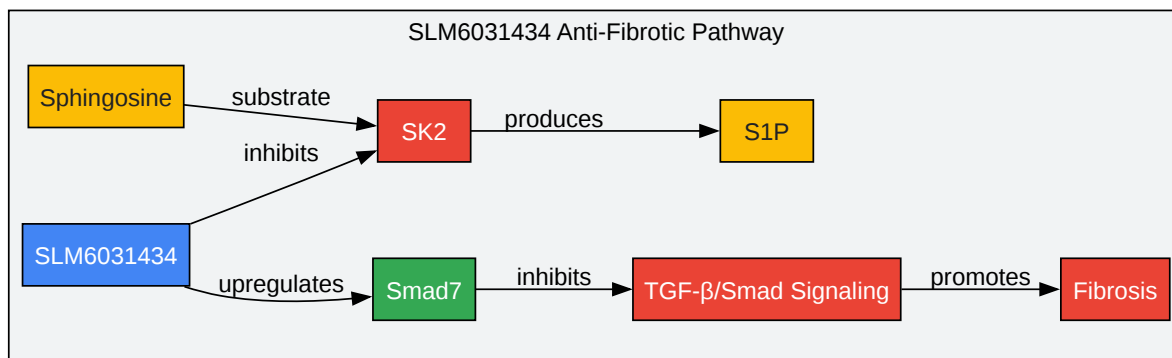 SLM6031434 Anti-Fibrotic Pathway
Sphingosine
substrate
SK2
produces
S1P
inhibits
SLM6031434
upregulates
Smad7
inhibits
TGF-β/Smad Signaling
promotes
Fibrosis